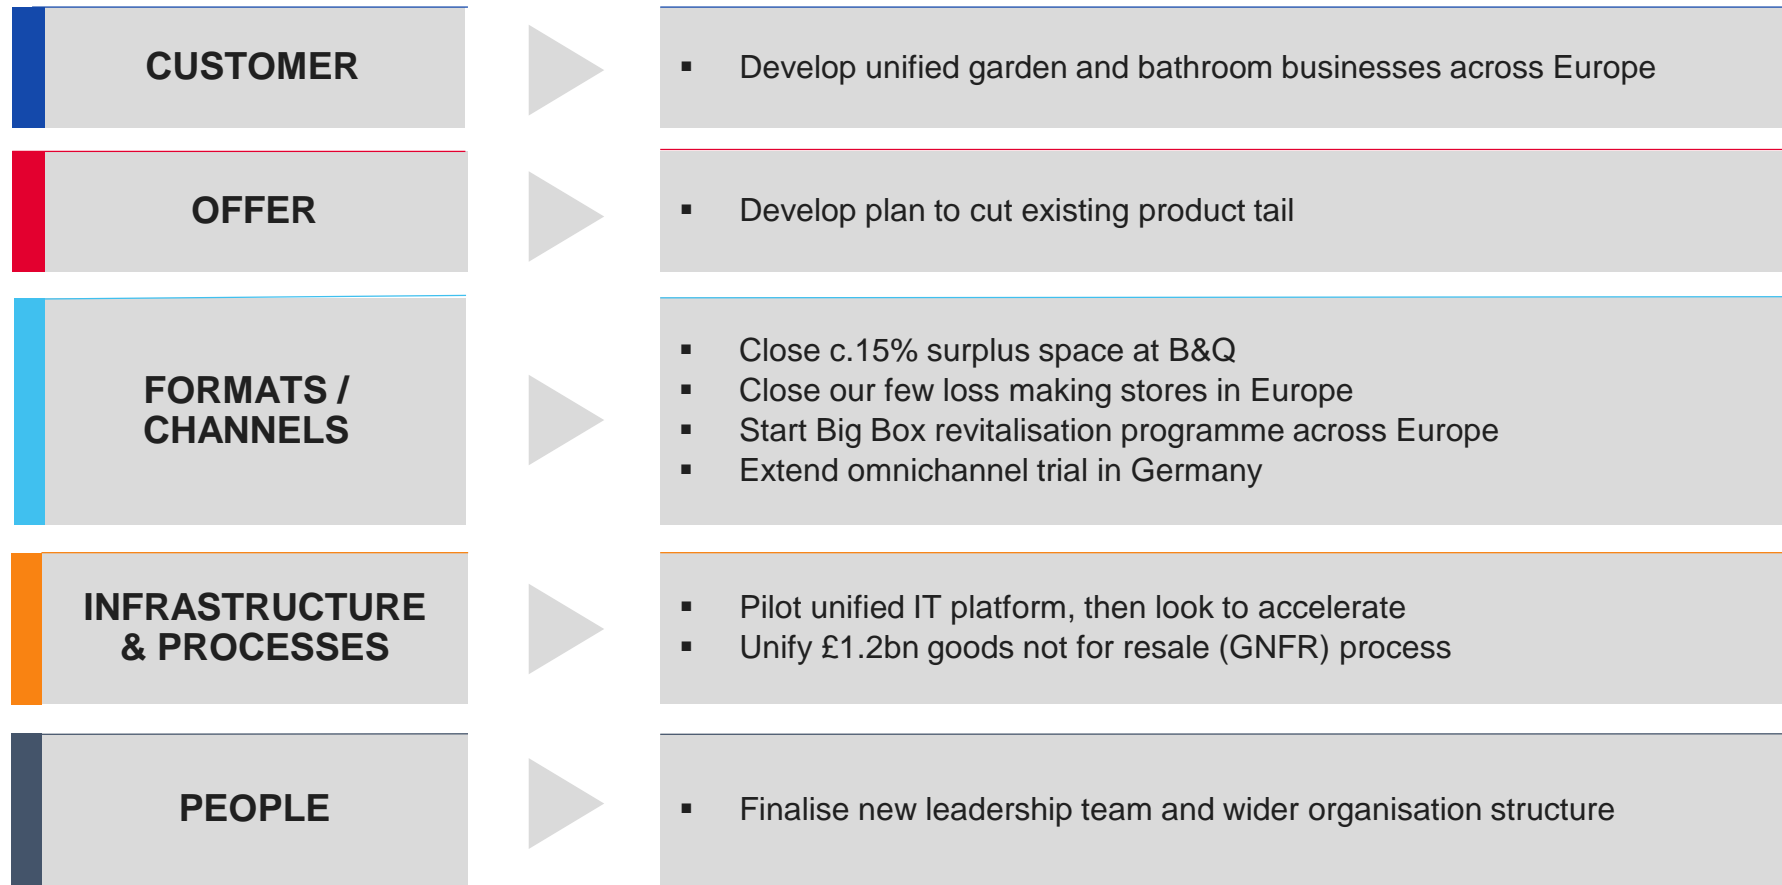 CUSTOMER
▪ Develop unified garden and bathroom businesses across Europe
OFFER
▪ Develop plan to cut existing product tail
FORMATS /
CHANNELS
▪ Close c.15% surplus space at B&Q
▪ Close our few loss making stores in Europe
▪ Start Big Box revitalisation programme across Europe
▪ Extend omnichannel trial in Germany
INFRASTRUCTURE
& PROCESSES
▪ Pilot unified IT platform, then look to accelerate
▪ Unify £1.2bn goods not for resale (GNFR) process
PEOPLE
▪ Finalise new leadership team and wider organisation structure